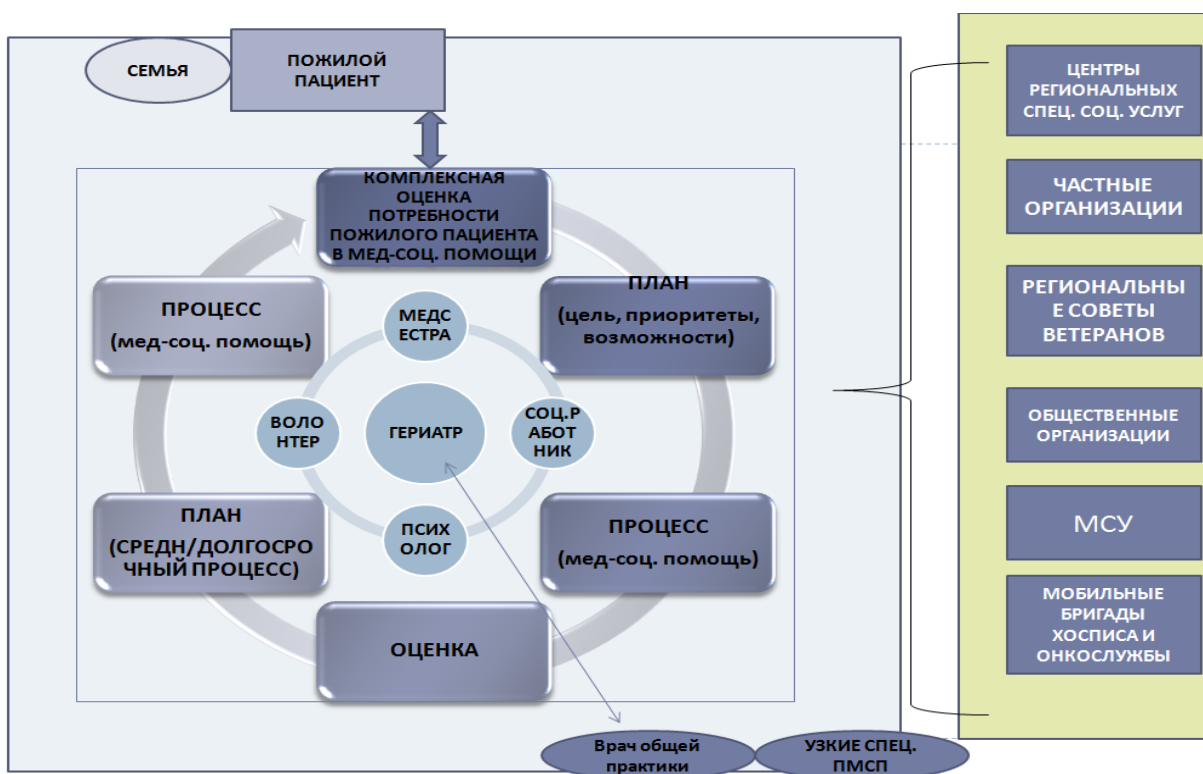 СЕМЬЯ
ПОЖИЛОЙ
ПАЦИЕНТ
КОМПЛЕКСНАЯ
ОЦЕНКА
ПОТРЕБНОСТИ
ПОЖИЛОГО ПАЦИЕНТА
В МЕД-СОЦ. ПОМОЩИ
ПЛАН
(цель, приоритеты,
возможности)
ПРОЦЕСС
(мед-соц. помощь)
ОЦЕНКА
ПЛАН
(СРЕДН/ДОЛГОСРО
ЧНЫЙ ПРОЦЕСС)
ПРОЦЕСС
(мед-соц. помощь)
МЕДС
ЕСТРА
СОЦ.Р
АБОТ
НИК
ПСИХ
ОЛОГ
ВОЛО
НТЕР
ГЕРИАТР
Врач общей
практики
УЗКИЕ СПЕЦ.
ПМСП
ЦЕНТРЫ
РЕГИОНАЛЬНЫХ
СПЕЦ. СОЦ. УСЛУГ
ЧАСТНЫЕ
ОРГАНИЗАЦИИ
РЕГИОНАЛЬНЫ
Е СОВЕТЫ
ВЕТЕРАНОВ
ОБЩЕСТВЕННЫЕ
ОРГАНИЗАЦИИ
МСУ
МОБИЛЬНЫЕ
БРИГАДЫ
ХОСПИСА И
ОНКОСЛУЖБЫ